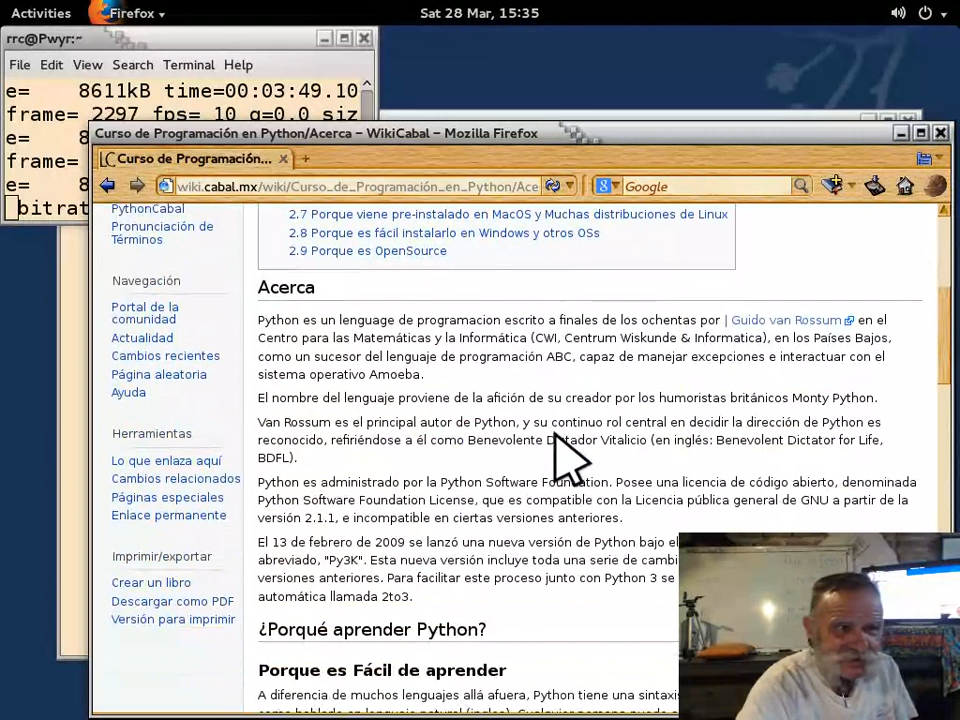 Activities Firefox Sat 28 Mar, 15:35
rrc@Pwyr:~
File Edit View Search Terminal Help
e= 8611kB time=00:03:49.10
frame= 2297 fps= 10 q=0.0 siz
e= 8
frame=
e= 8
bitrat
Curso de Programación en Python/Acerca – WikiCabal – Mozilla Firefox
Curso de Programación...
wiki.cabal.mx/wiki/Curso_de_Programación_en_Python/Ace
Google
PythonCabal
Pronunciación de
Términos
Navegación
Portal de la
comunidad
Actualidad
Cambios recientes
Página aleatoria
Ayuda
Herramientas
Lo que enlaza aquí
Cambios relacionados
Páginas especiales
Enlace permanente
Imprimir/exportar
Crear un libro
Descargar como PDF
Versión para imprimir
2.7 Porque viene pre-instalado en MacOS y Muchas distribuciones de Linux
2.8 Porque es fácil instalarlo en Windows y otros OSs
2.9 Porque es OpenSource
Acerca
Python es un lenguage de programacion escrito a finales de los ochentas por | Guido van Rossum en el
Centro para las Matemáticas y la Informática (CWI, Centrum Wiskunde & Informatica), en los Países Bajos,
como un sucesor del lenguaje de programación ABC, capaz de manejar excepciones e interactuar con el
sistema operativo Amoeba.
El nombre del lenguaje proviene de la afición de su creador por los humoristas británicos Monty Python.
Van Rossum es el principal autor de Python, y su continuo rol central en decidir la dirección de Python es
reconocido, refiriéndose a él como Benevolente Dictador Vitalicio (en inglés: Benevolent Dictator for Life,
BDFL).
Python es administrado por la Python Software Foundation. Posee una licencia de código abierto, denominada
Python Software Foundation License, que es compatible con la Licencia pública general de GNU a partir de la
versión 2.1.1, e incompatible en ciertas versiones anteriores.
El 13 de febrero de 2009 se lanzó una nueva versión de Python bajo el
abreviado, "Py3K". Esta nueva versión incluye toda una serie de cambi
versiones anteriores. Para facilitar este proceso junto con Python 3 se
automática llamada 2to3.
¿Porqué aprender Python?
Porque es Fácil de aprender
A diferencia de muchos lenguajes allá afuera, Python tiene una sintaxis